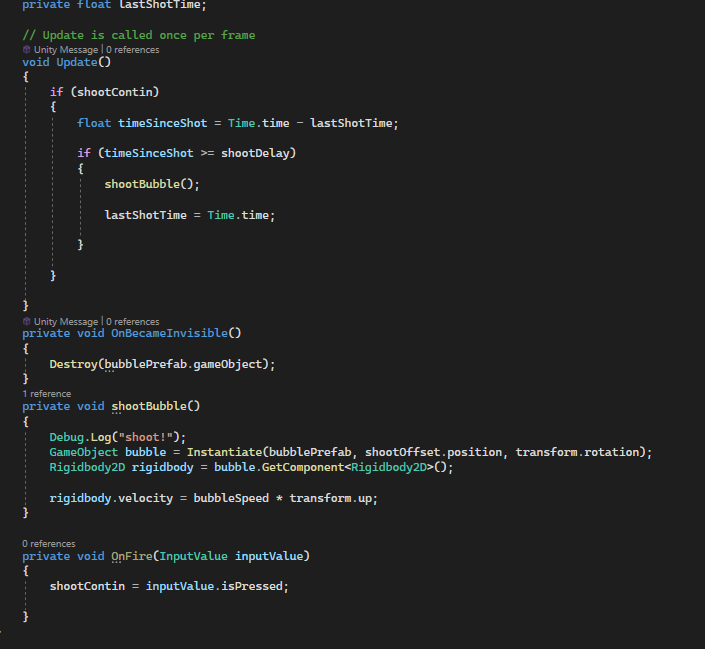 private float lastShotTime;
// Update is called once per frame
Unity Message | 0 references
void Update()
{
if (shootContin)
{
float timeSinceShot = Time.time - lastShotTime;
if (timeSinceShot >= shootDelay)
{
shootBubble();
lastShotTime = Time.time;
}
}
}
Unity Message | 0 references
private void OnBecameInvisible()
{
Destroy(bubblePrefab.gameObject);
}
1 reference
private void shootBubble()
{
Debug.Log("shoot!");
GameObject bubble = Instantiate(bubblePrefab, shootOffset.position, transform.rotation);
Rigidbody2D rigidbody = bubble.GetComponent<Rigidbody2D>();
rigidbody.velocity = bubbleSpeed * transform.up;
}
0 references
private void OnFire(InputValue inputValue)
{
shootContin = inputValue.isPressed;
}